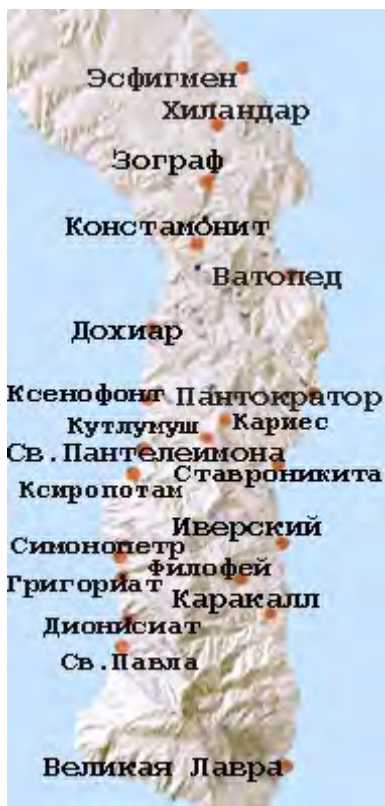 Эсфигмен
Хиландар
Зограф
Констамонит
Ватопед
Дохиар
Ксенофонт
Пантократор
Кариес
Кутлумуш
Св.Пантелеимона
Ставроникита
Ксиропотам
Иверский
Симонопетр
Филофей
Григориат
Каракалл
Дионисиат
Св.Павла
Великая Лавра